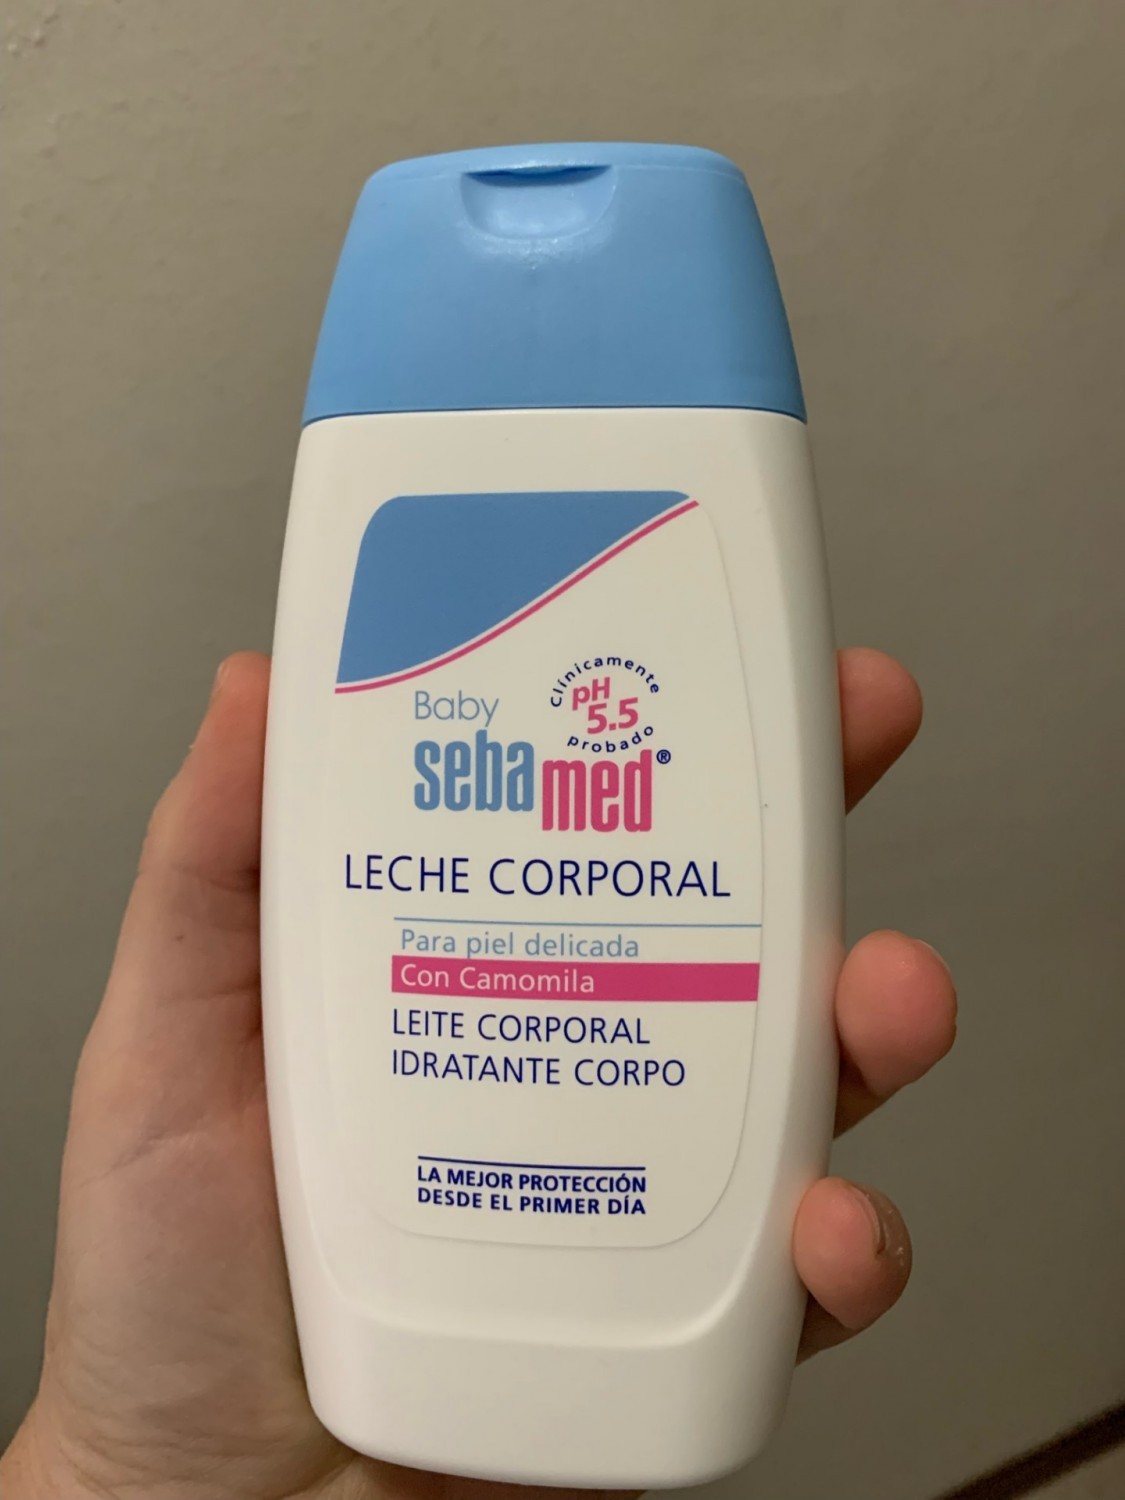 Clínicamente
pH
5.5
probado
Baby
sebamed®
LECHE CORPORAL
Para piel delicada
Con Camomila
LEITE CORPORAL
IDRATANTE CORPO
LA MEJOR PROTECCIÓN
DESDE EL PRIMER DÍA